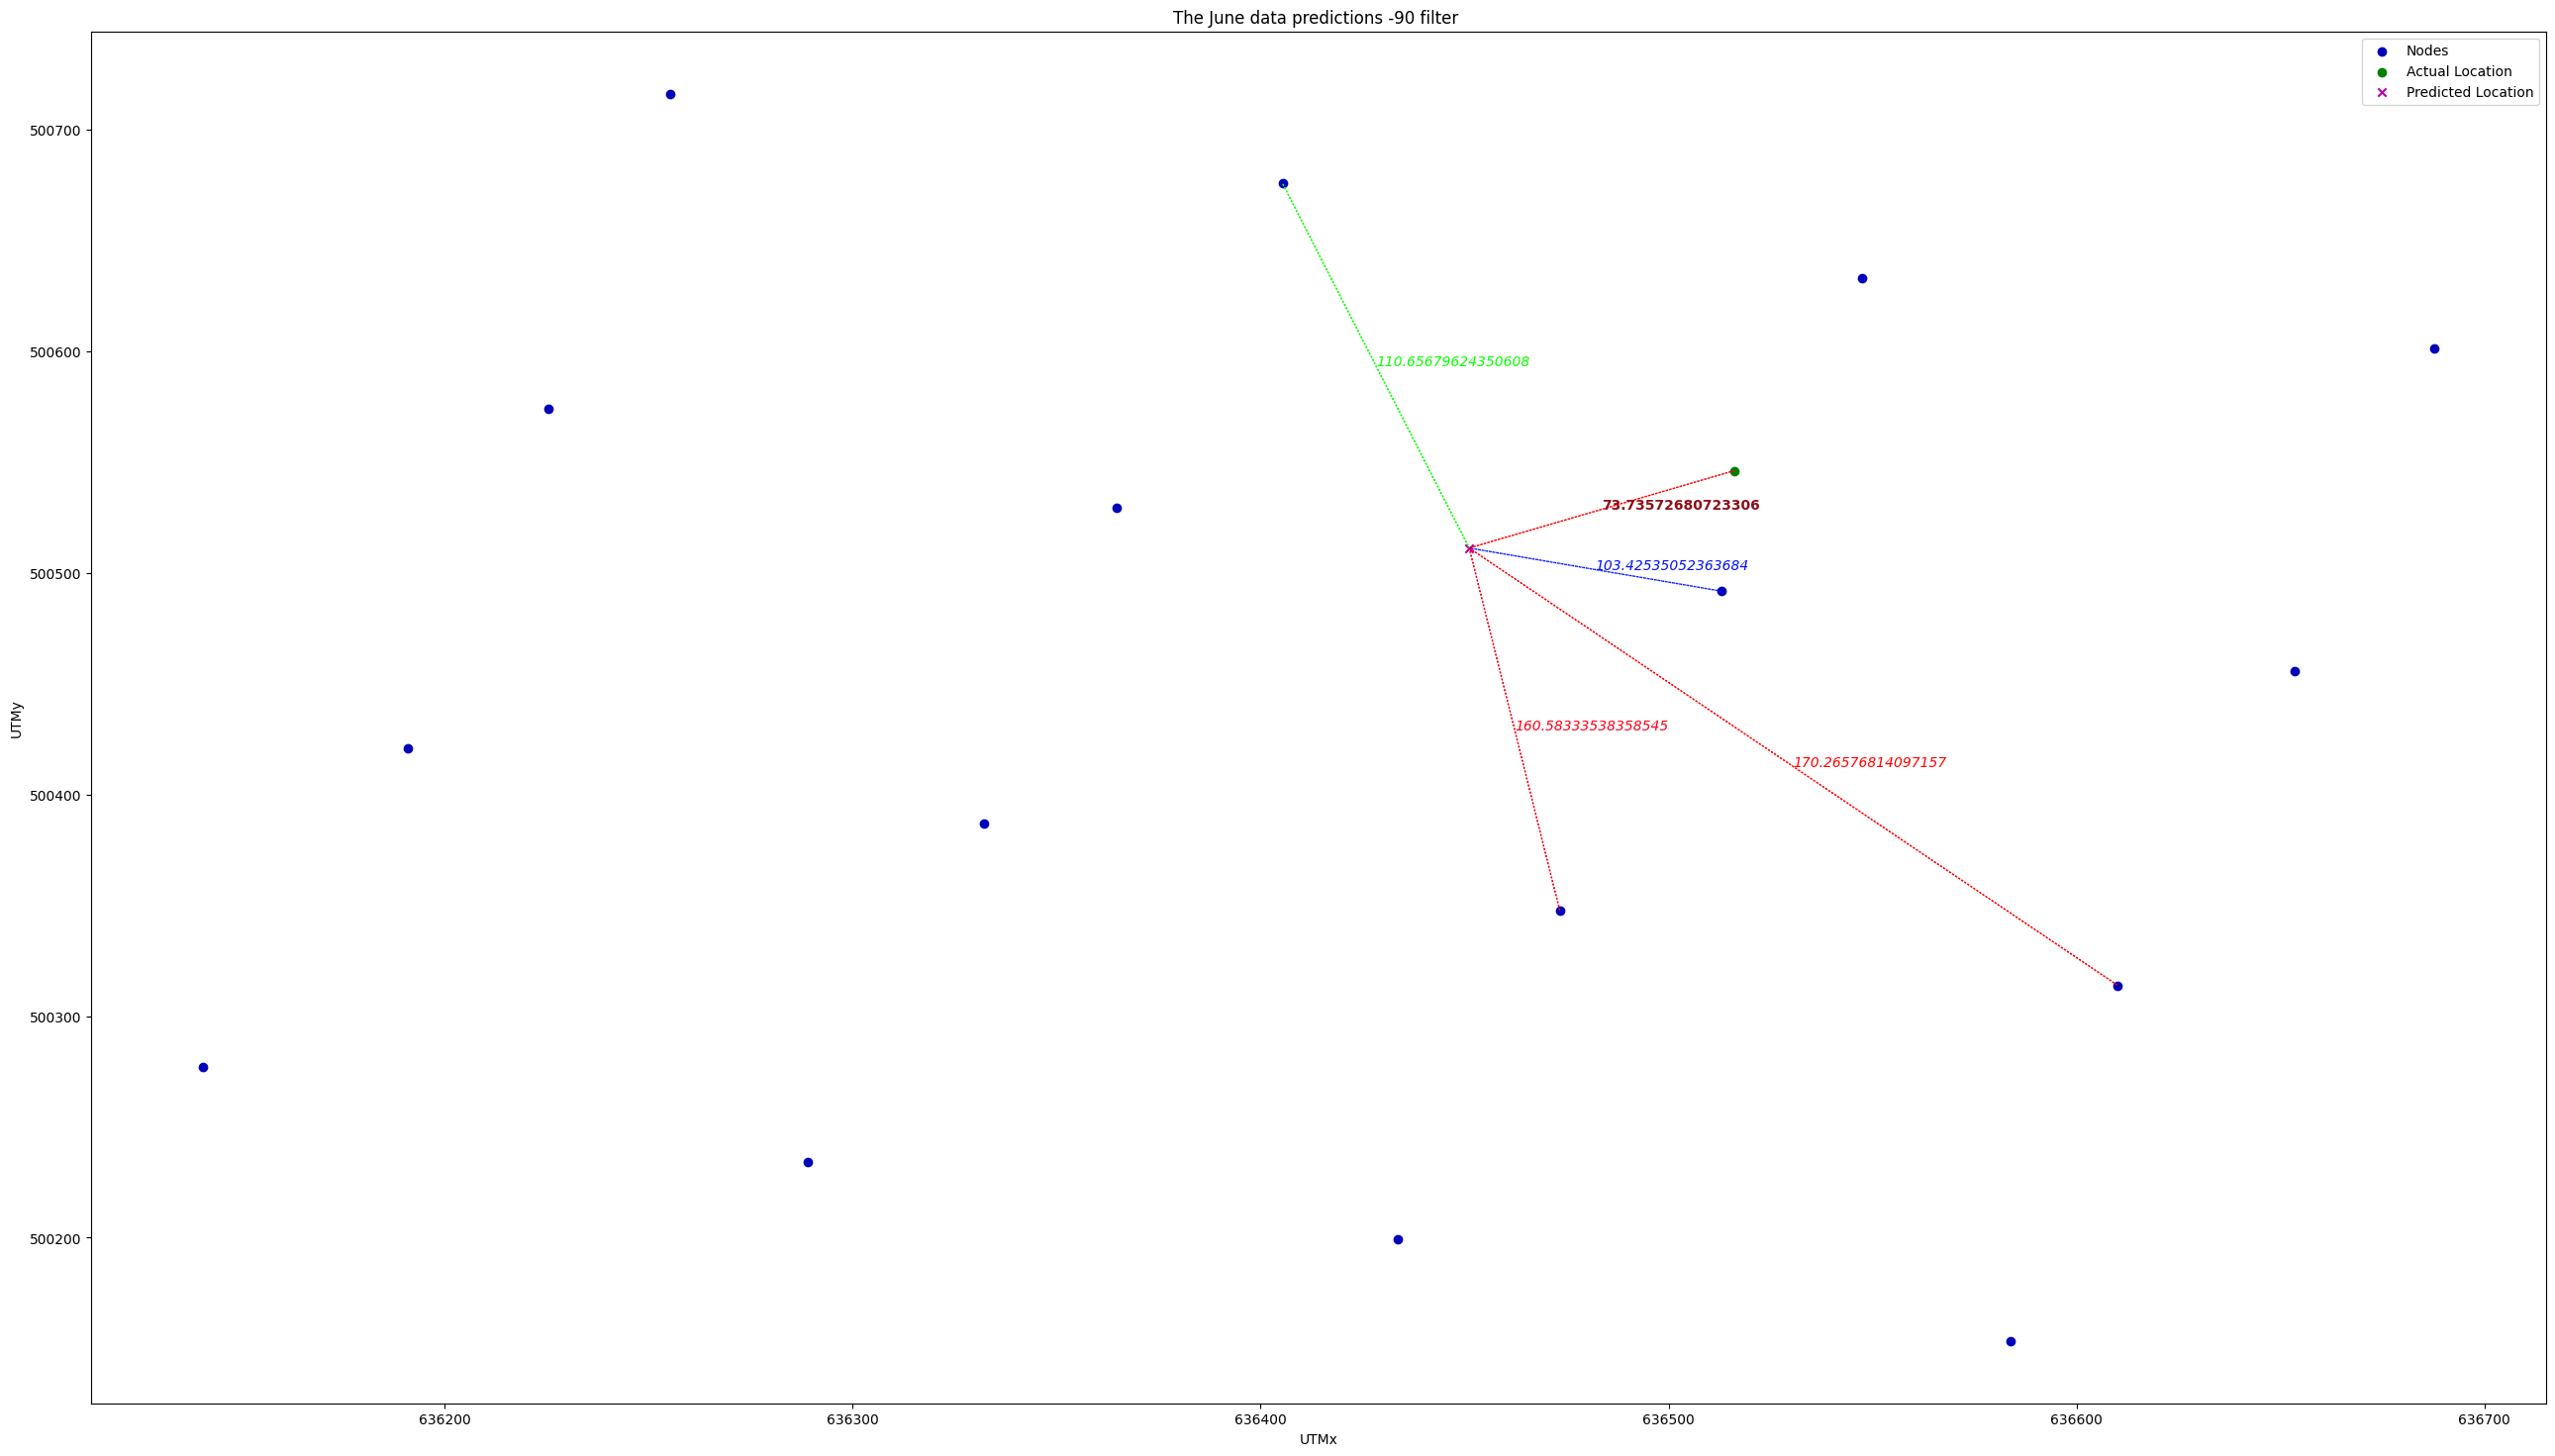 The June data predictions -90 filter
Nodes
Actual Location
Predicted Location
500700
500600
500500
500400
500300
500200
UTMy
110.65679624350608
73.73572680723306
103.42535052363684
160.58333538358545
170.26576814097157
636200
636300
636400
636500
636600
636700
UTMx